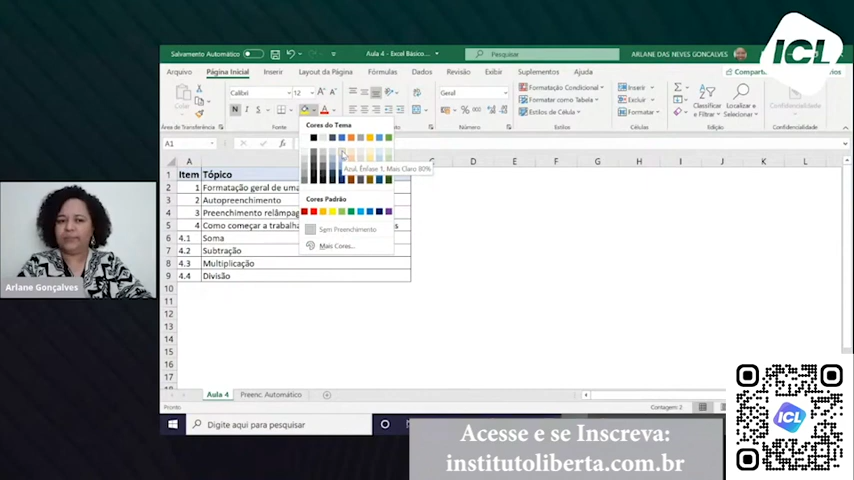 Salvamento Automático
Aula 4 - Excel Básico...
Pesquisar
ARLANE DAS NEVES GONCALVES
ICL
Arquivo
Página Inicial
Inserir
Layout da Página
Fórmulas
Dados
Revisão
Exibir
Suplementos
Ajuda
Colar
Calibri
12
A
A
N
I
S
A
Geral
Formatação Condicional
Formatar como Tabela
Estilos de Célula
Inserir
Excluir
Formatar
Classificar
e Filtrar
Localizar e
Selecionar
Confidencialidade
Área de Transferência
Estilos
Células
Edição
Confidencialidade
A1
fx
Cores do Tema
Azul, Ênfase 1, Mais Claro 80%
Cores Padrão
Sem Preenchimento
Mais Cores...
A
C
D
E
F
G
H
I
J
1 Item Tópico
2 1 Formatação geral de uma
3 2 Autopreenchimento
4 3 Preenchimento relâmpag
5 4 Como começar a trabalha
6 4.1 Soma
7 4.2 Subtração
8 4.3 Multiplicação
9 4.4 Divisão
10
11
12
13
14
15
16
17
Arlane Gonçalves
Aula 4
Preenc. Automático
Pronto
Contagem: 2
Digite aqui para pesquisar
ICL
Acesse e se Inscreva:
institutoliberta.com.br